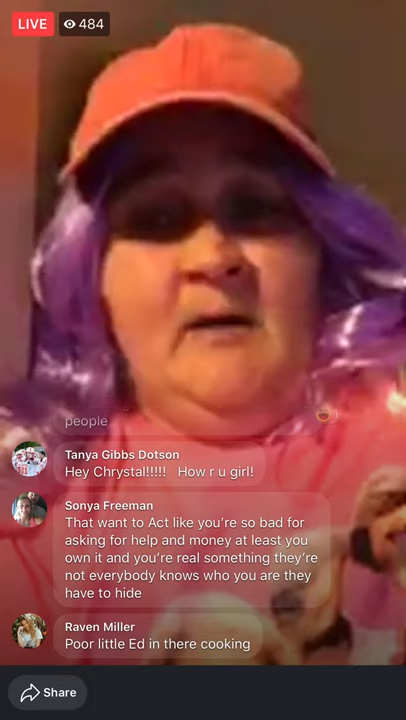 LIVE 484
people
Tanya Gibbs Dotson
Hey Chrystal!!!!! How r u girl!
Sonya Freeman
That want to Act like you're so bad for
asking for help and money at least you
own it and you're real something they're
not everybody knows who you are they
have to hide
Raven Miller
Poor little Ed in there cooking
Share